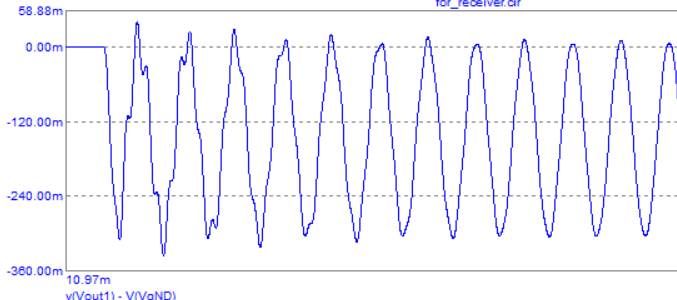 for_receiver.cir
58.88m
0.00m
-120.00m
-240.00m
-360.00m
10.97m
v(Vout1) - V(VgND)